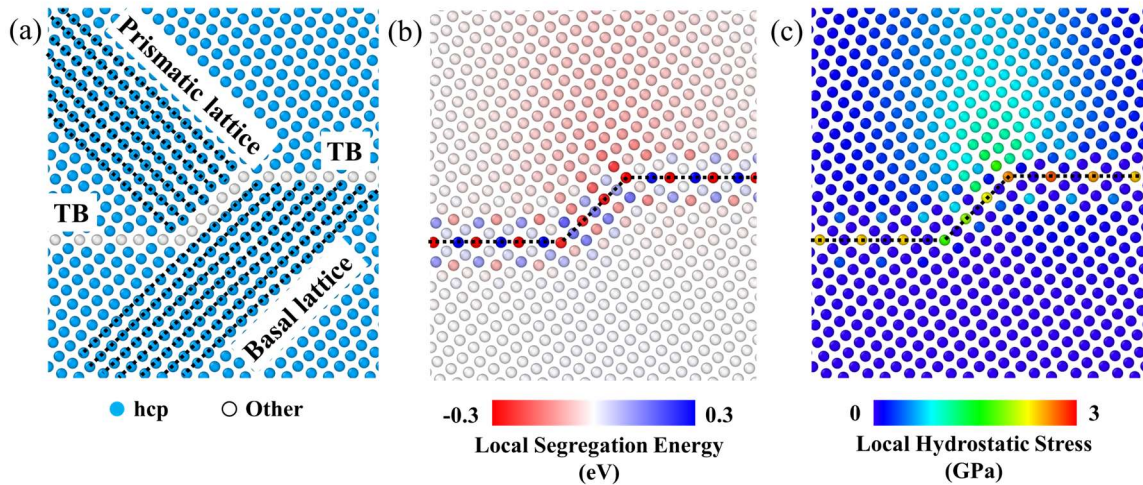 (a)
Prismatic lattice
TB
TB
Basal lattice
hcp
Other
(b)
-0.3
0.3
Local Segregation Energy
(eV)
(c)
0
3
Local Hydrostatic Stress
(GPa)